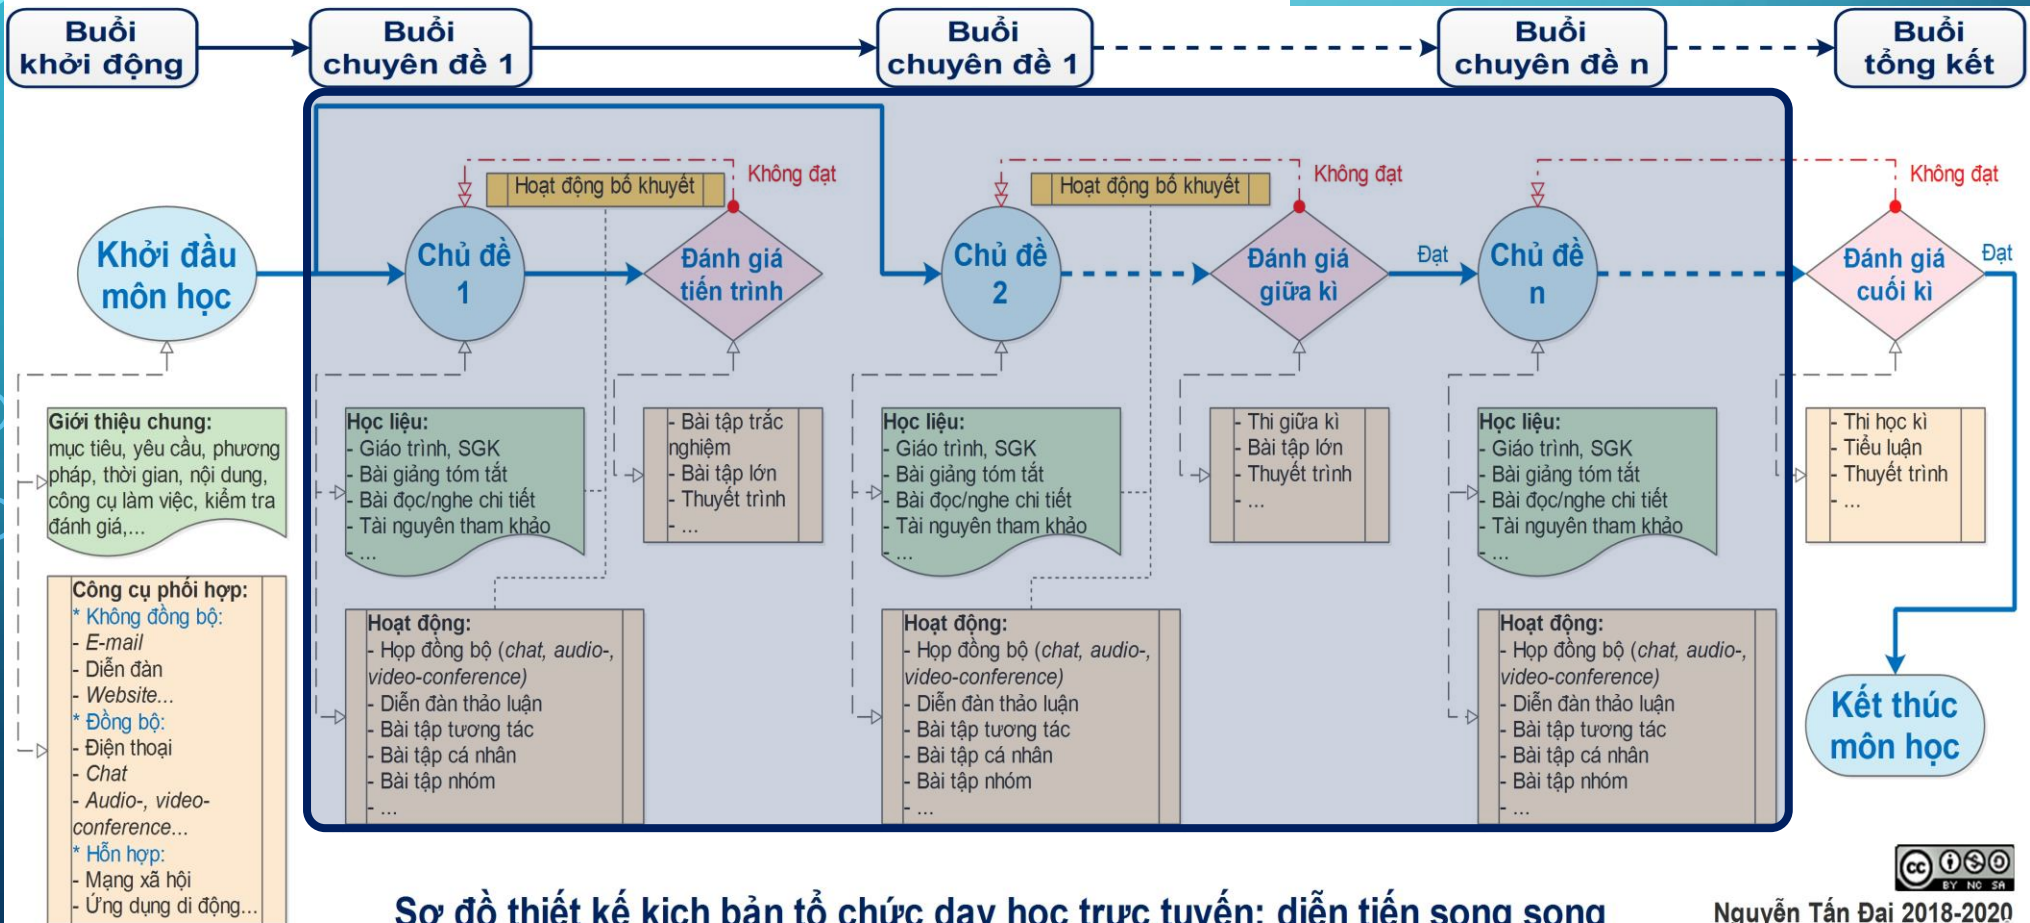 Buổi
khởi động
Buổi
chuyên đề 1
Buổi
chuyên đề 1
Buổi
chuyên đề n
Buổi
tổng kết
Không đạt
Hoạt động bổ khuyết
Không đạt
Hoạt động bổ khuyết
Không đạt
Khởi đầu
môn học
Chủ đề
1
Đánh giá
tiến trình
Chủ đề
2
Đánh giá
giữa kì
Đạt
Chủ đề
n
Đánh giá
cuối kì
Đạt
Giới thiệu chung:
mục tiêu, yêu cầu, phương
pháp, thời gian, nội dung,
công cụ làm việc, kiểm tra
đánh giá,...
Học liệu:
- Giáo trình, SGK
- Bài giảng tóm tắt
- Bài đọc/nghe chi tiết
- Tài nguyên tham khảo
- ...
- Bài tập trắc
nghiệm
- Bài tập lớn
- Thuyết trình
- ...
Học liệu:
- Giáo trình, SGK
- Bài giảng tóm tắt
- Bài đọc/nghe chi tiết
- Tài nguyên tham khảo
- ...
- Thi giữa kì
- Bài tập lớn
- Thuyết trình
- ...
Học liệu:
- Giáo trình, SGK
- Bài giảng tóm tắt
- Bài đọc/nghe chi tiết
- Tài nguyên tham khảo
- ...
- Thi học kì
- Tiểu luận
- Thuyết trình
- ...
Công cụ phối hợp:
* Không đồng bộ:
- E-mail
- Diễn đàn
- Website...
* Đồng bộ:
- Điện thoại
- Chat
- Audio-, video-
conference...
* Hỗn hợp:
- Mạng xã hội
- Ứng dụng di động...
Hoạt động:
- Họp đồng bộ (chat, audio-,
video-conference)
- Diễn đàn thảo luận
- Bài tập tương tác
- Bài tập cá nhân
- Bài tập nhóm
- ...
Hoạt động:
- Họp đồng bộ (chat, audio-,
video-conference)
- Diễn đàn thảo luận
- Bài tập tương tác
- Bài tập cá nhân
- Bài tập nhóm
- ...
Hoạt động:
- Họp đồng bộ (chat, audio-,
video-conference)
- Diễn đàn thảo luận
- Bài tập tương tác
- Bài tập cá nhân
- Bài tập nhóm
- ...
Kết thúc
môn học
cc
BY NC SA
Sơ đồ thiết kế kịch bản tổ chức dạy học trực tuyến: diễn tiến song song
Nguyễn Tấn Đại 2018-2020